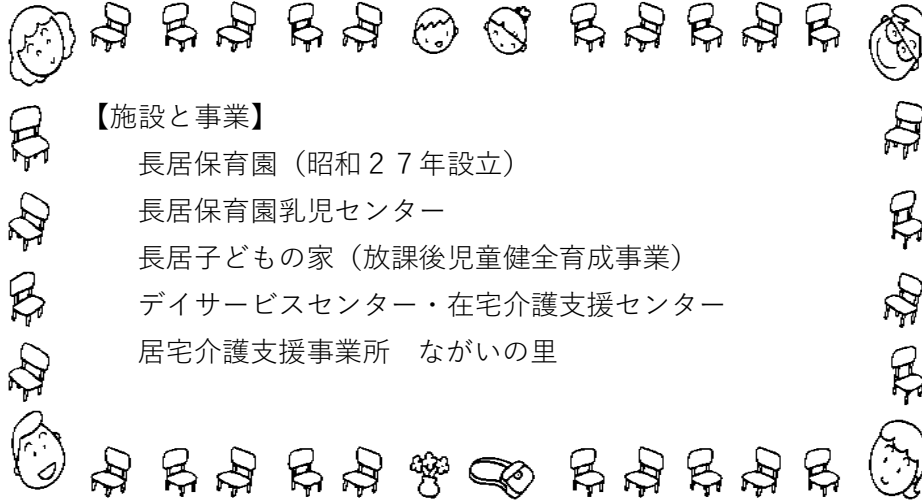 【施設と事業】
長居保育園（昭和２７年設立）
長居保育園乳児センター
長居子どもの家（放課後児童健全育成事業）
デイサービスセンター・在宅介護支援センター
居宅介護支援事業所　ながいの里